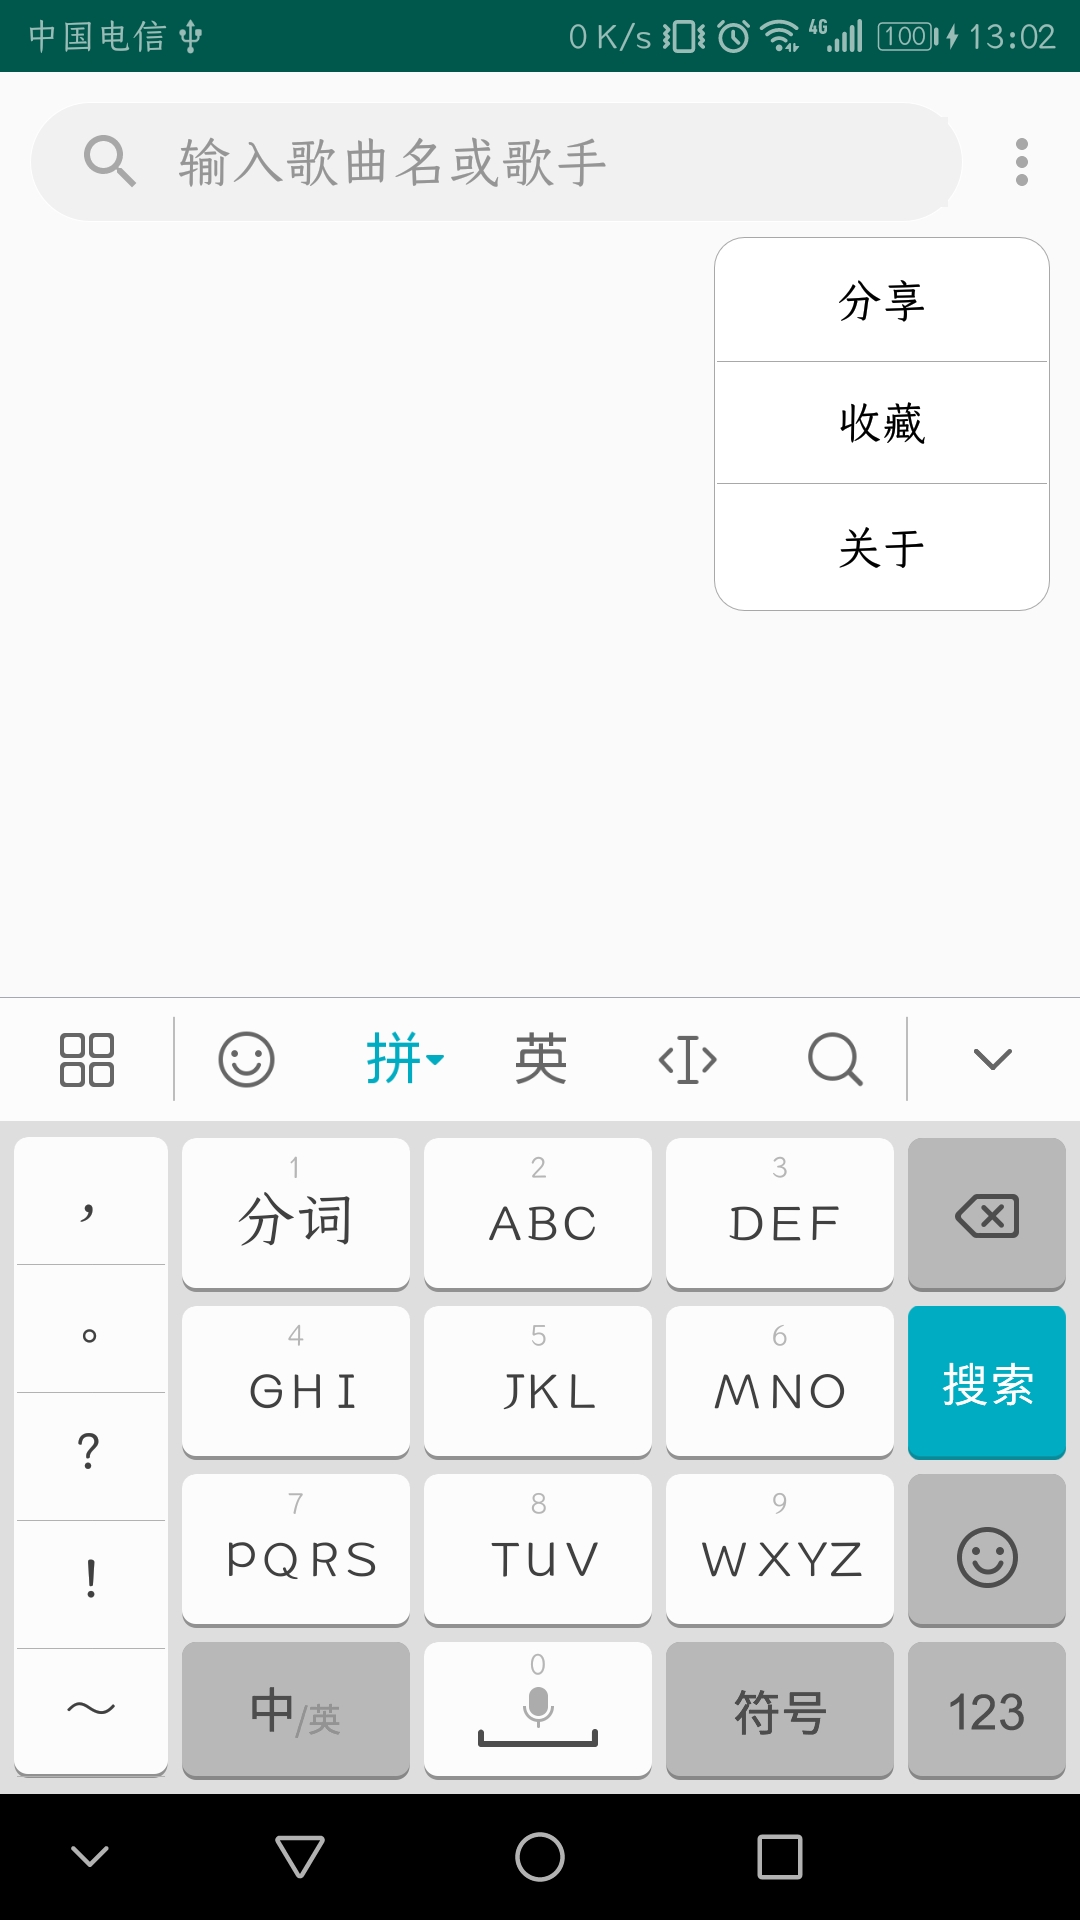 中国电信 0 K/s 4G 100 13:02
输入歌曲名或歌手
分享
收藏
关于
拼 英
，
。
?
!
～
1
分词
2
ABC
3
DEF
4
GHI
5
JKL
6
MNO
搜索
7
PQRS
8
TUV
9
WXYZ
中/英
0
符号
123